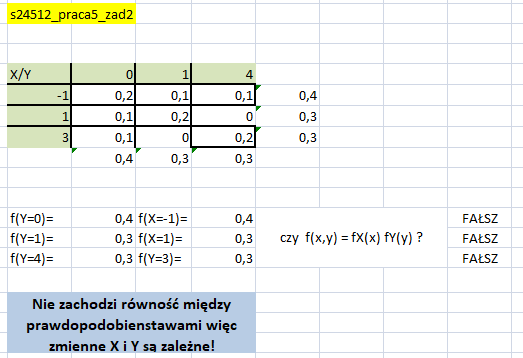 s24512_praca5_zad2
X/Y 0 1 4
-1 0,2 0,1 0,1 0,4
1 0,1 0,2 0 0,3
3 0,1 0 0,2 0,3
0,4 0,3 0,3
f(Y=0)= 0,4 f(X=-1)= 0,4 FAŁSZ
f(Y=1)= 0,3 f(X=1)= 0,3 czy f(x,y) = fX(x) fY(y) ? FAŁSZ
f(Y=4)= 0,3 f(Y=3)= 0,3 FAŁSZ
Nie zachodzi równość między
prawdopodobienstawami więc
zmienne X i Y są zależne!